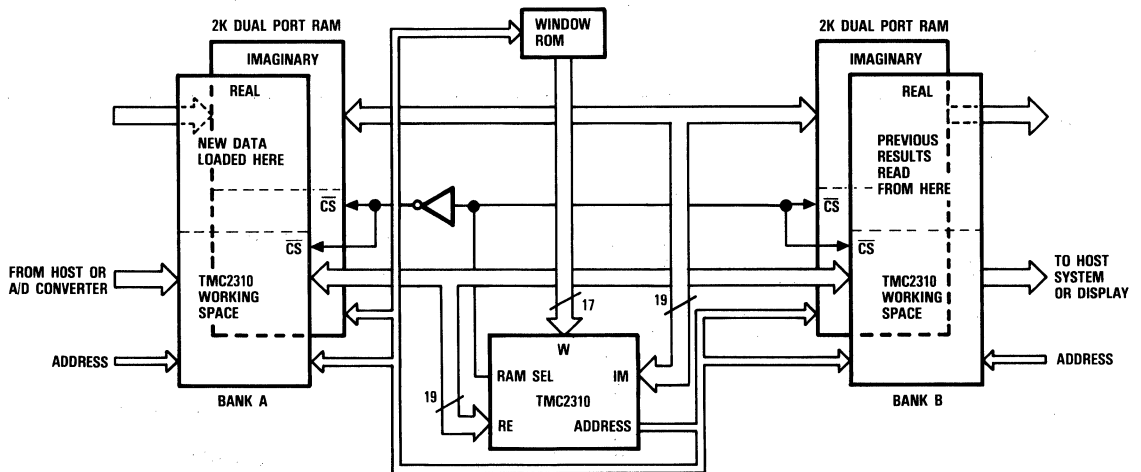 2K DUAL PORT RAM
IMAGINARY
REAL
NEW DATA
LOADED HERE
CS
CS
FROM HOST OR
A/D CONVERTER
TMC2310
WORKING
SPACE
ADDRESS
BANK A
WINDOW
ROM
17
19
W
RAM SEL
IM
TMC2310
19
RE
ADDRESS
2K DUAL PORT RAM
IMAGINARY
REAL
PREVIOUS
RESULTS
READ
FROM HERE
CS
CS
TMC2310
WORKING
SPACE
TO HOST
SYSTEM
OR DISPLAY
ADDRESS
BANK B